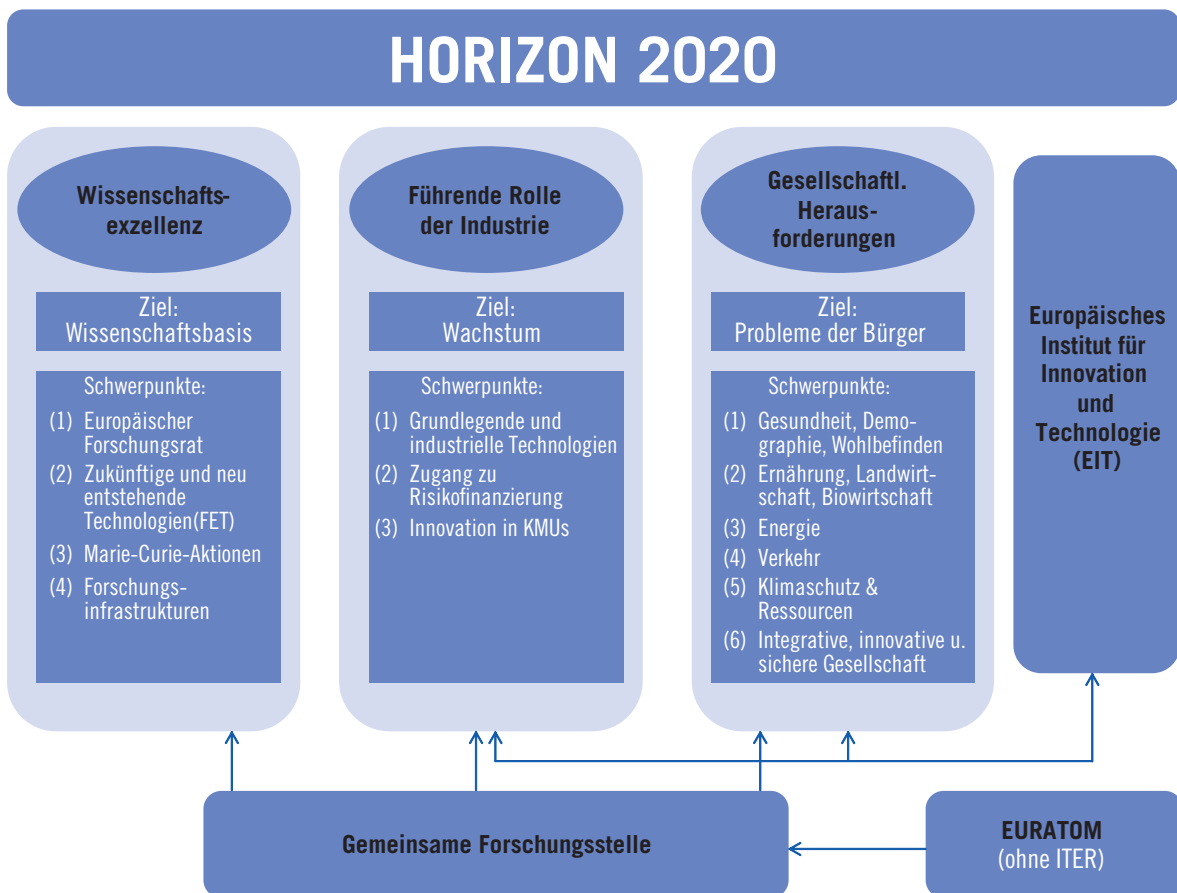 HORIZON 2020
Wissenschafts-
exzellenz
Ziel:
Wissenschaftsbasis
Schwerpunkte:
(1) Europäischer
Forschungsrat
(2) Zukünftige und neu
entstehende
Technologien(FET)
(3) Marie-Curie-Aktionen
(4) Forschungs-
infrastrukturen
Führende Rolle
der Industrie
Ziel:
Wachstum
Schwerpunkte:
(1) Grundlegende und
industrielle Technologien
(2) Zugang zu
Risikofinanzierung
(3) Innovation in KMUs
Gesellschaftl.
Heraus-
forderungen
Ziel:
Probleme der Bürger
Schwerpunkte:
(1) Gesundheit, Demo-
graphie, Wohlbefinden
(2) Ernährung, Landwirt-
schaft, Biowirtschaft
(3) Energie
(4) Verkehr
(5) Klimaschutz &
Ressourcen
(6) Integrative, innovative u.
sichere Gesellschaft
Europäisches
Institut für
Innovation
und
Technologie
(EIT)
Gemeinsame Forschungsstelle
EURATOM
(ohne ITER)